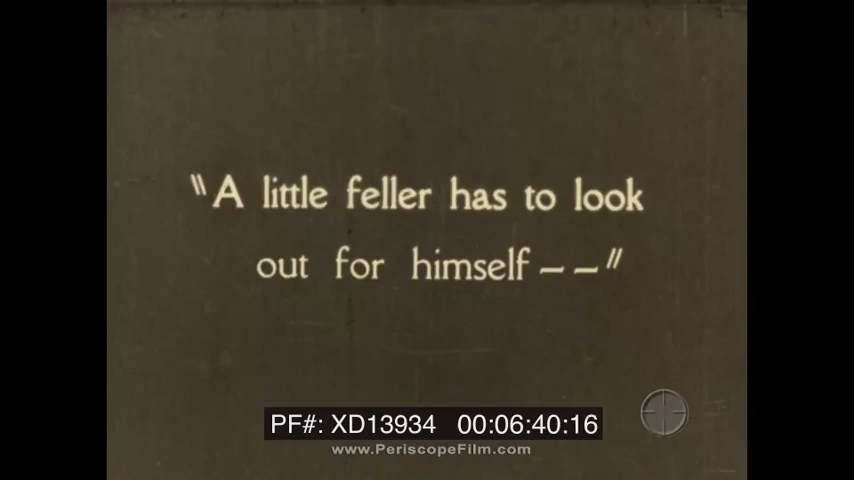 "A little feller has to look
out for himself——"
PF#: XD13934 00:06:40:16
www.PeriscopeFilm.com